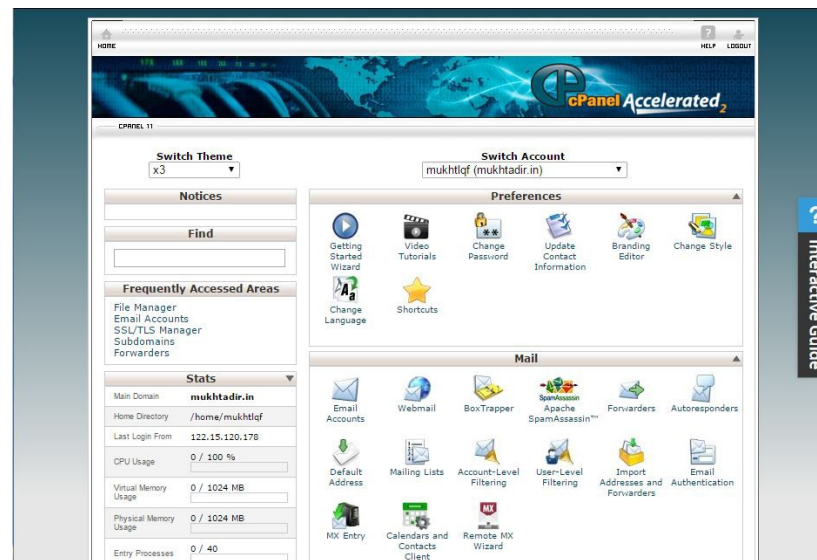 HOME
HELP LOGOUT
cPanel Accelerated2
CPANEL 11
Switch Theme
x3
Switch Account
mukhtlqf (mukhtadir.in)
Notices
Find
Frequently Accessed Areas
File Manager
Email Accounts
SSL/TLS Manager
Subdomains
Forwarders
Stats
Main Domain mukhtadir.in
Home Directory /home/mukhtlqf
Last Login From 122.15.120.178
CPU Usage 0 / 100 %
Virtual Memory
Usage
0 / 1024 MB
Physical Memory
Usage
0 / 1024 MB
Entry Processes 0 / 40
Preferences
Getting
Started
Wizard
Video
Tutorials
Change
Password
Update
Contact
Information
Branding
Editor
Change Style
Change
Language
Shortcuts
Mail
Email
Accounts
Webmail
BoxTrapper
SpamAssassin
Apache
SpamAssassin™
Forwarders
Autoresponders
Default
Address
Mailing Lists
Account-Level
Filtering
User-Level
Filtering
Import
Addresses and
Forwarders
Email
Authentication
MX Entry
Calendars and
Contacts
Client
MX
Remote MX
Wizard
? Interactive Guide